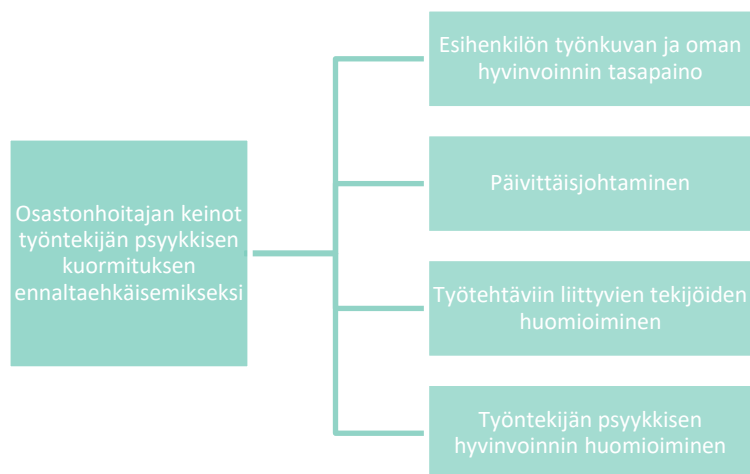 Osastonhoitajan keinot
työntekijän psyykkisen
kuormituksen
ennaltaehkäisemikseksi
Esihenkilön työnkuvan ja oman
hyvinvoinnin tasapaino
Päivittäisjohtaminen
Työtehtäviin liittyvien tekijöiden
huomioiminen
Työntekijän psyykkisen
hyvinvoinnin huomioiminen